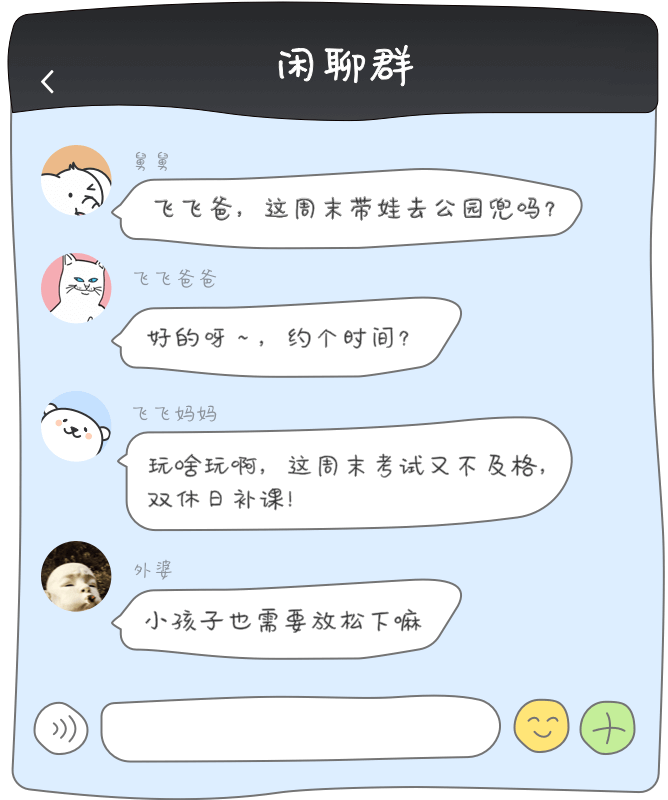 闲聊群
舅舅
飞飞爸，这周末带娃去公园兜吗？
飞飞爸爸
好的呀~，约个时间？
飞飞妈妈
玩啥玩啊，这周末考试又不及格，
双休日补课！
外婆
小孩子也需要放松下嘛